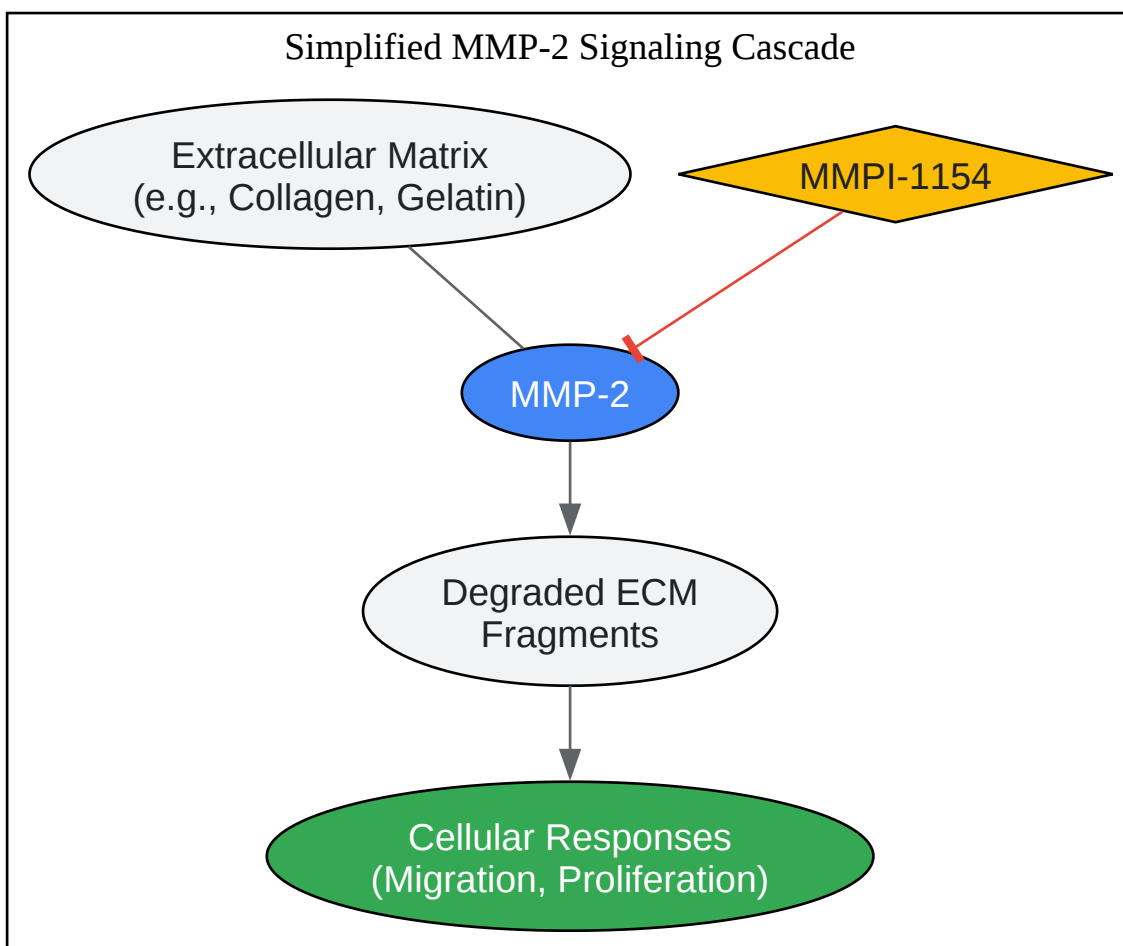 Simplified MMP-2 Signaling Cascade
Extracellular Matrix
(e.g., Collagen, Gelatin)
MMPI-1154
MMP-2
Degraded ECM
Fragments
Cellular Responses
(Migration, Proliferation)